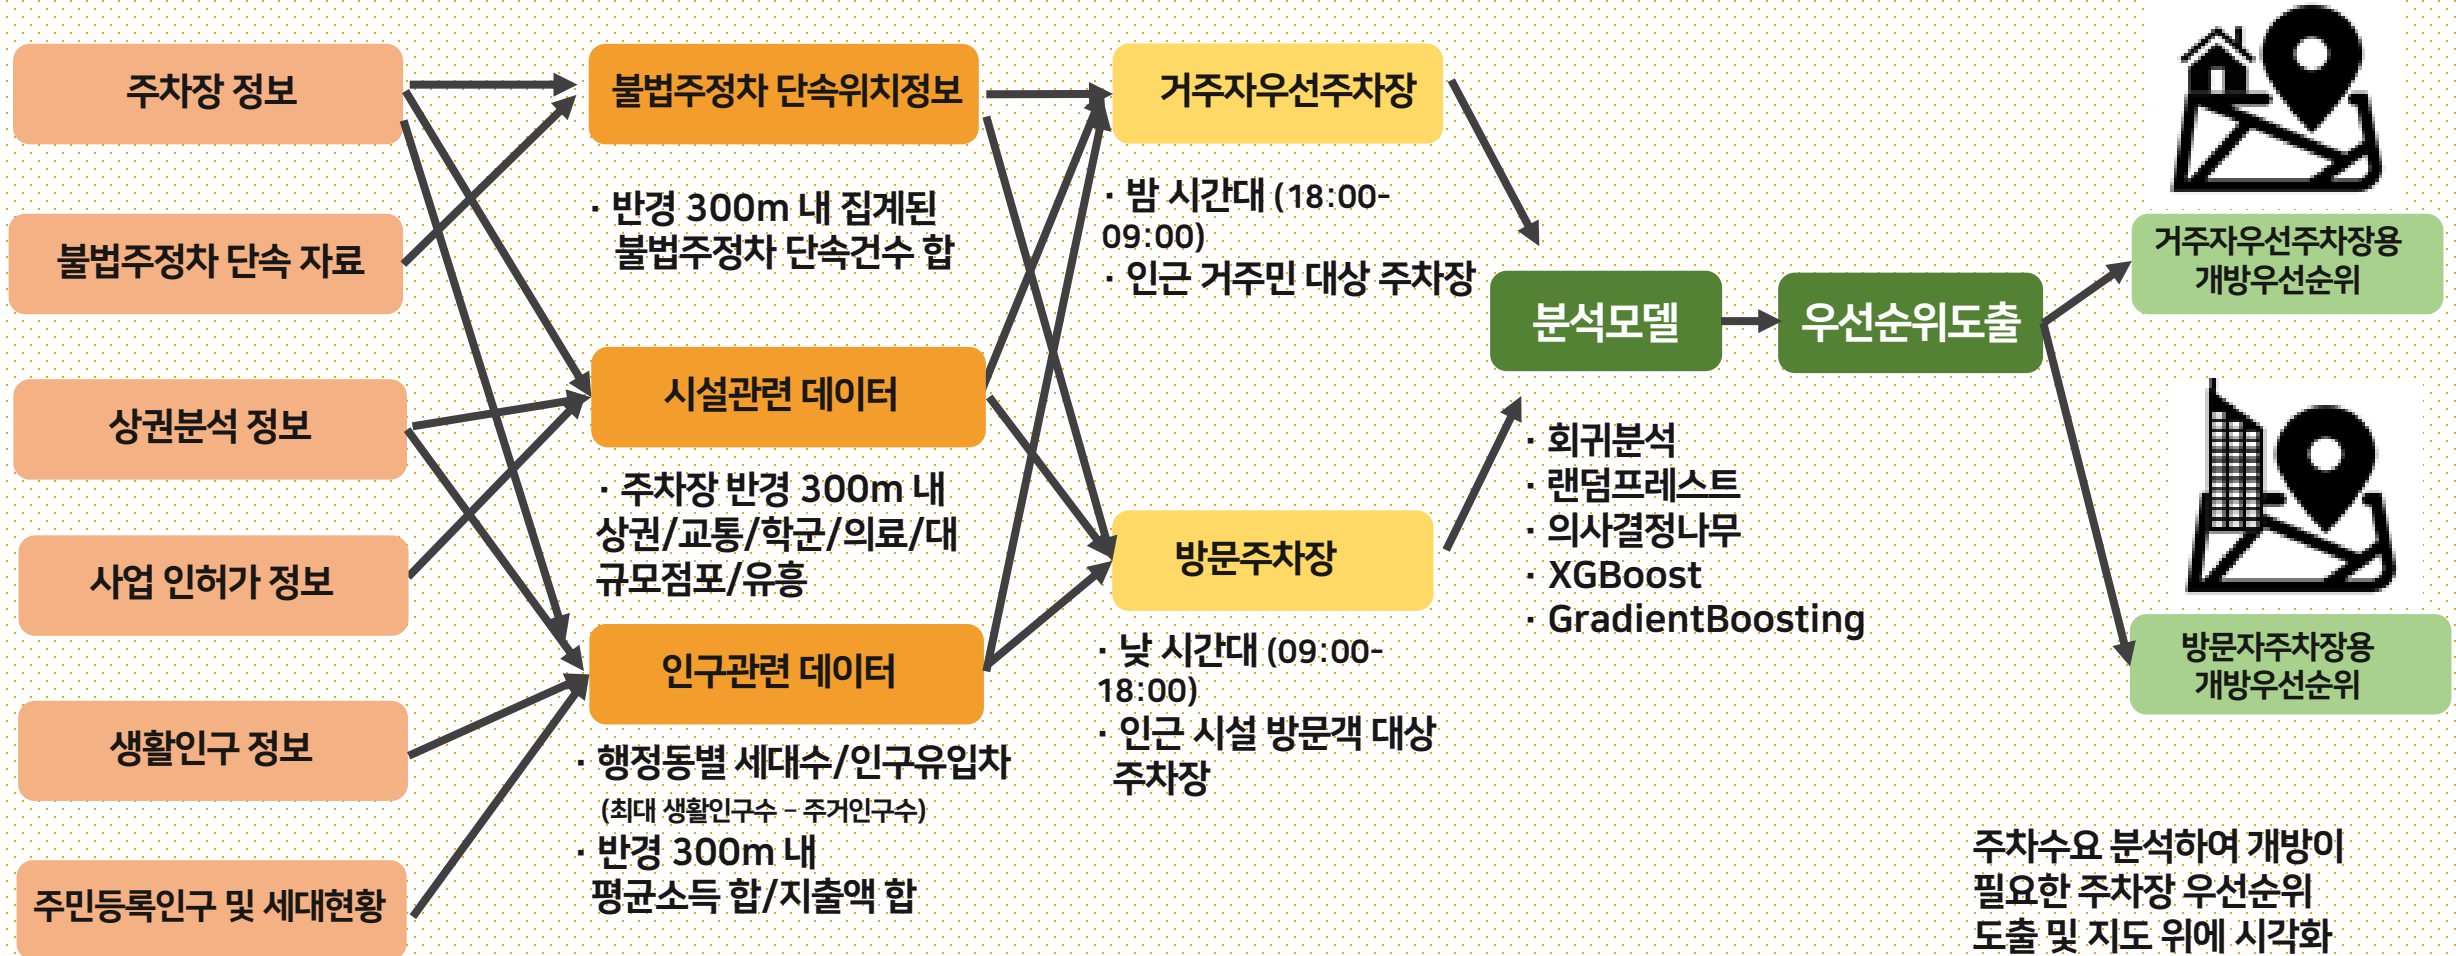 주차장 정보
불법주정차 단속 자료
상권분석 정보
사업 인허가 정보
생활인구 정보
주민등록인구 및 세대현황
불법주정차 단속위치정보
· 반경 300m 내 집계된
불법주정차 단속건수 합
시설관련 데이터
· 주차장 반경 300m 내
상권/교통/학군/의료/대
규모점포/유흥
인구관련 데이터
· 행정동별 세대수/인구유입차
(최대 생활인구수 - 주거인구수)
· 반경 300m 내
평균소득 합/지출액 합
거주자우선주차장
· 밤 시간대 (18:00-
09:00)
· 인근 거주민 대상 주차장
방문주차장
· 낮 시간대 (09:00-
18:00)
· 인근 시설 방문객 대상
주차장
분석모델
· 회귀분석
· 랜덤프레스트
· 의사결정나무
· XGBoost
· GradientBoosting
우선순위도출
거주자우선주차장용
개방우선순위
방문자주차장용
개방우선순위
주차수요 분석하여 개방이
필요한 주차장 우선순위
도출 및 지도 위에 시각화